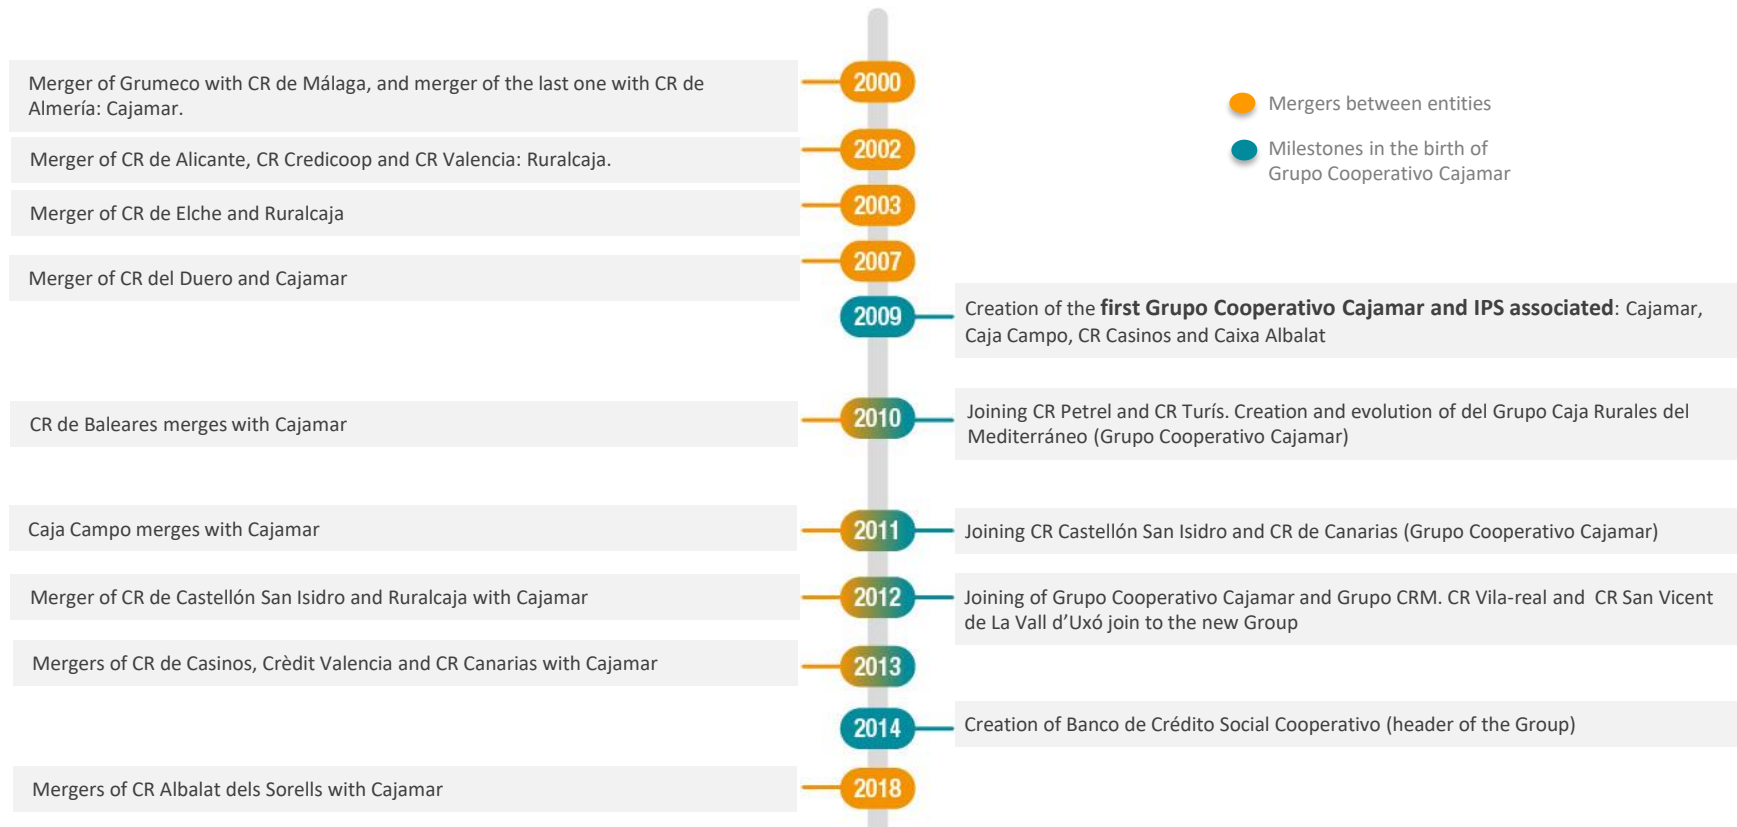 2000
Merger of Grumeco with CR de Málaga, and merger of the last one with CR de
Almería: Cajamar.
Mergers between entities
Milestones in the birth of
Grupo Cooperativo Cajamar
2002
Merger of CR de Alicante, CR Credicoop and CR Valencia: Ruralcaja.
2003
Merger of CR de Elche and Ruralcaja
2007
Merger of CR del Duero and Cajamar
2009
Creation of the first Grupo Cooperativo Cajamar and IPS associated: Cajamar,
Caja Campo, CR Casinos and Caixa Albalat
CR de Baleares merges with Cajamar
2010
Joining CR Petrel and CR Turís. Creation and evolution of del Grupo Caja Rurales del
Mediterráneo (Grupo Cooperativo Cajamar)
Caja Campo merges with Cajamar
2011
Joining CR Castellón San Isidro and CR de Canarias (Grupo Cooperativo Cajamar)
Merger of CR de Castellón San Isidro and Ruralcaja with Cajamar
2012
Joining of Grupo Cooperativo Cajamar and Grupo CRM. CR Vila-real and CR San Vicent
de La Vall d’Uxó join to the new Group
Mergers of CR de Casinos, Crèdit Valencia and CR Canarias with Cajamar
2013
2014
Creation of Banco de Crédito Social Cooperativo (header of the Group)
Mergers of CR Albalat dels Sorells with Cajamar
2018